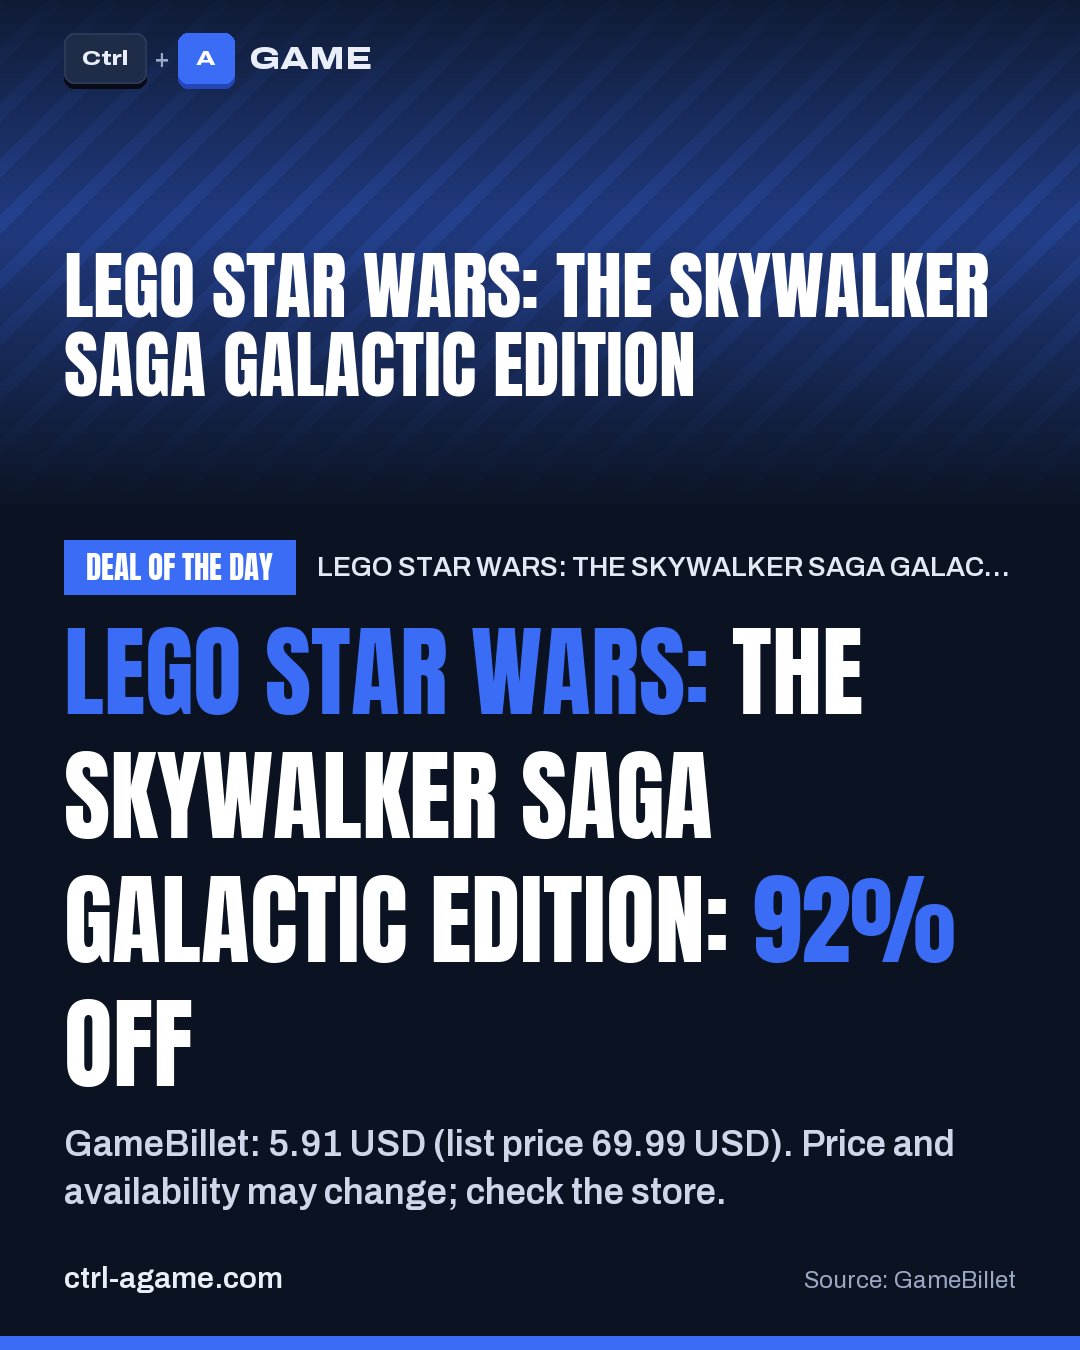 Ctrl + A GAME
LEGO STAR WARS: THE SKYWALKER
SAGA GALACTIC EDITION
DEAL OF THE DAY LEGO STAR WARS: THE SKYWALKER SAGA GALAC...
LEGO STAR WARS: THE
SKYWALKER SAGA
GALACTIC EDITION: 92%
OFF
GameBillet: 5.91 USD (list price 69.99 USD). Price and
availability may change; check the store.
ctrl-agame.com Source: GameBillet